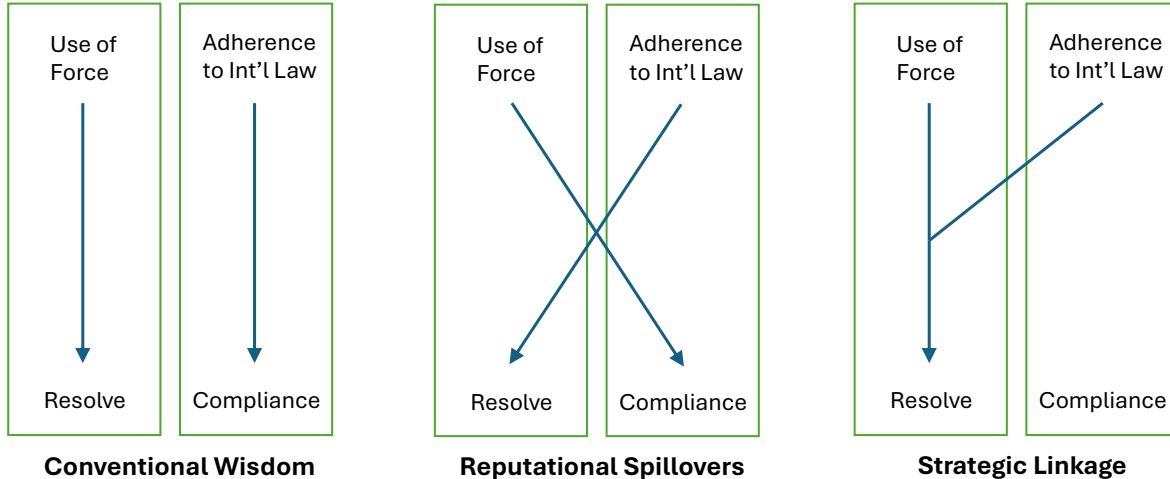 Use of
Force
Adherence
to Int'l Law
Resolve
Compliance
Conventional Wisdom
Use of
Force
Adherence
to Int'l Law
Resolve
Compliance
Reputational Spillovers
Use of
Force
Adherence
to Int'l Law
Resolve
Compliance
Strategic Linkage